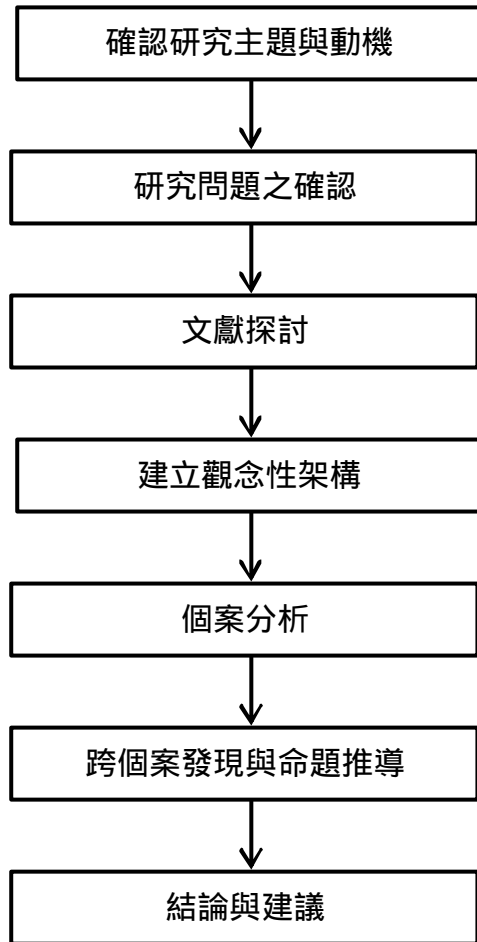 確認研究主題與動機
研究問題之確認
文獻探討
建立觀念性架構
個案分析
跨個案發現與命題推導
結論與建議